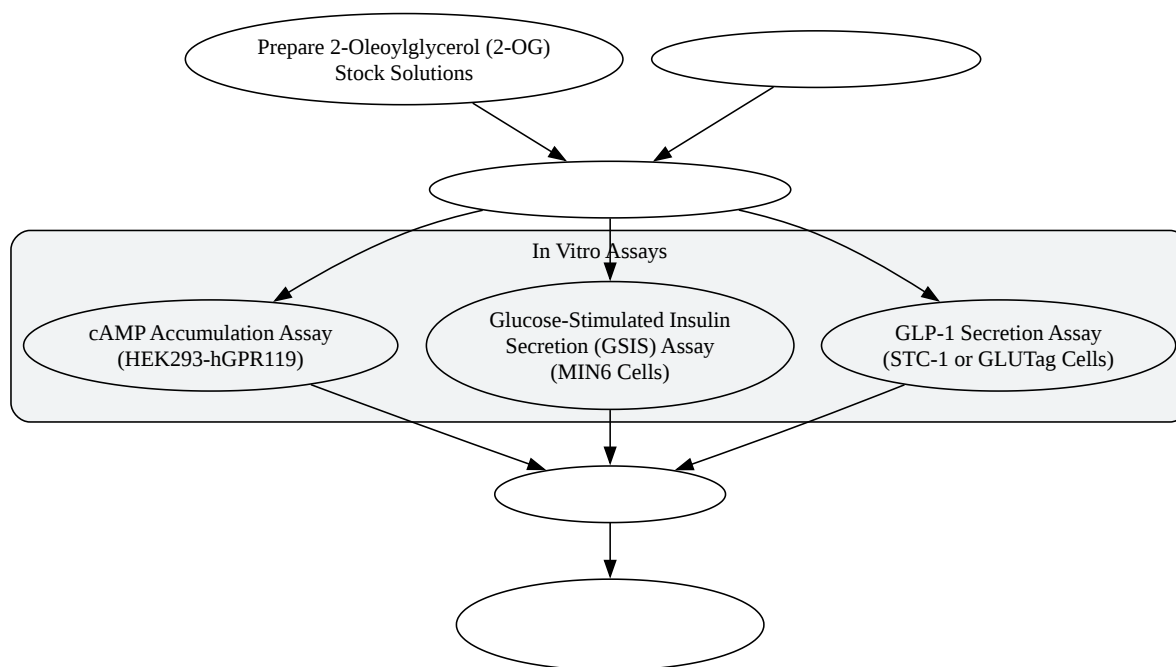 Prepare 2-Oleoylglycerol (2-OG)
Stock Solutions
In Vitro Assays
cAMP Accumulation Assay
(HEK293-hGPR119)
Glucose-Stimulated Insulin
Secretion (GSIS) Assay
(MIN6 Cells)
GLP-1 Secretion Assay
(STC-1 or GLUTag Cells)